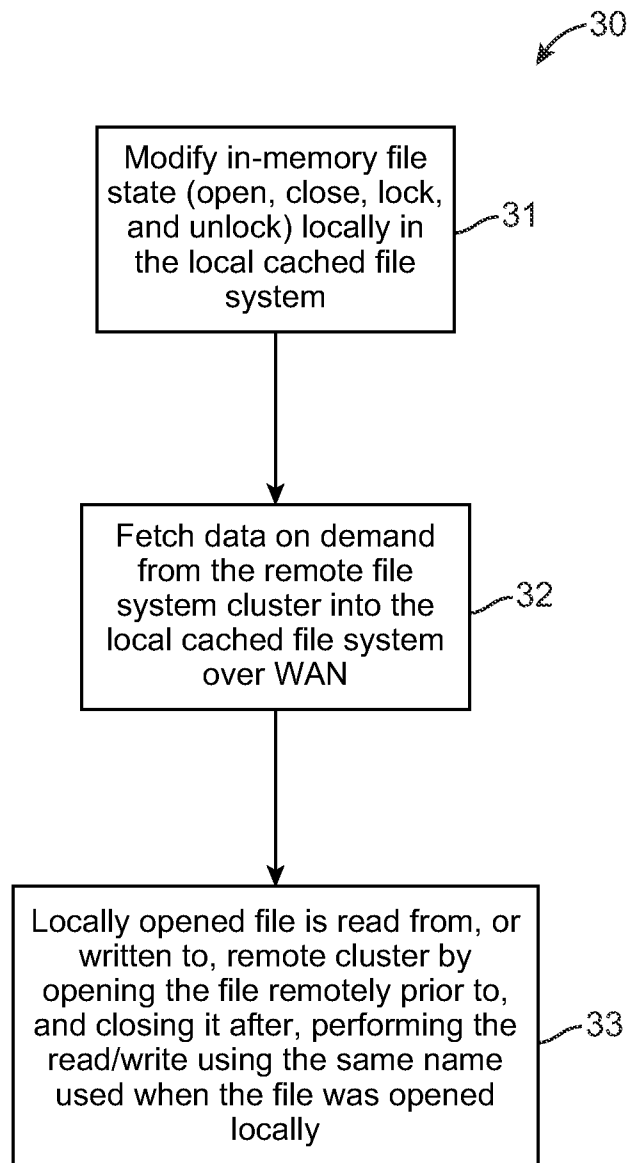 30
Modify in-memory file
state (open, close, lock,
and unlock) locally in
the local cached file
system
31
Fetch data on demand
from the remote file
system cluster into the
local cached file system
over WAN
32
Locally opened file is read from, or
written to, remote cluster by
opening the file remotely prior to,
and closing it after, performing the
read/write using the same name
used when the file was opened
locally
33